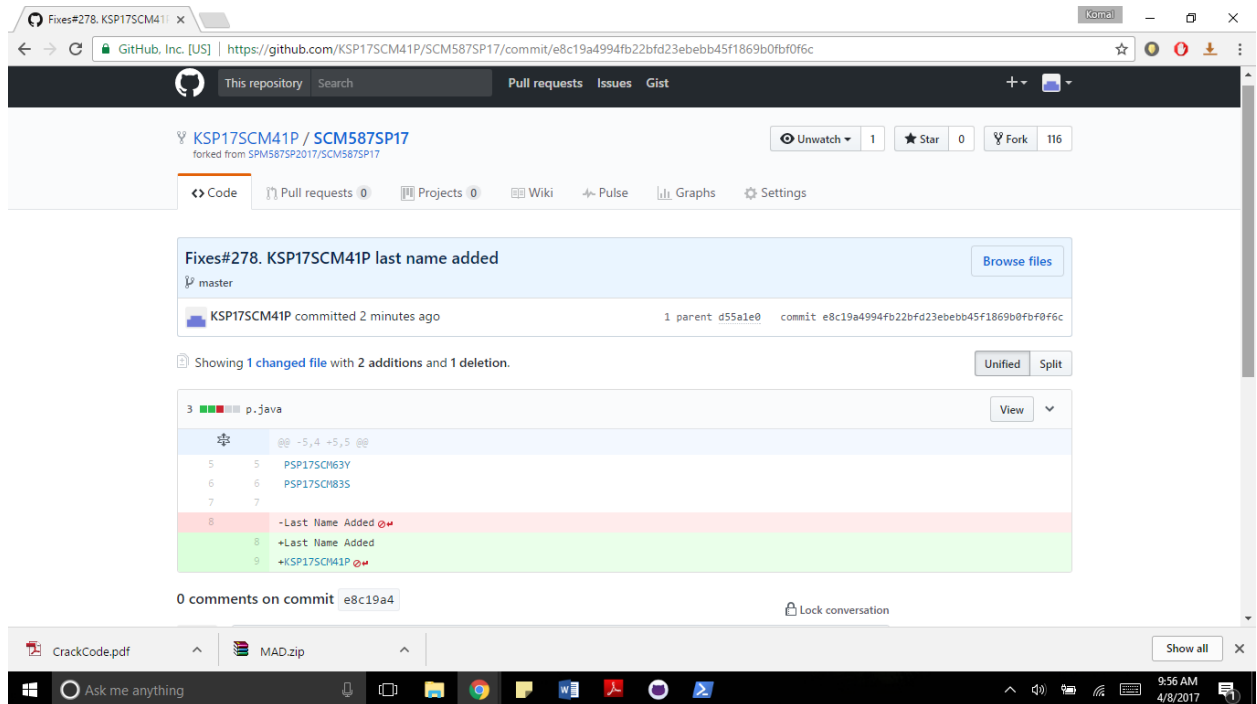 Fixes#278. KSP17SCM41
Komal
GitHub, Inc. [US] https://github.com/KSP17SCM41P/SCM587SP17/commit/e8c19a4994fb22bfd23ebebb45f1869b0fbf0f6c
This repository Search Pull requests Issues Gist
KSP17SCM41P / SCM587SP17
forked from SPM587SP2017/SCM587SP17
Unwatch 1 Star 0 Fork 116
Code Pull requests 0 Projects 0 Wiki Pulse Graphs Settings
Fixes#278. KSP17SCM41P last name added
Browse files
master
KSP17SCM41P committed 2 minutes ago 1 parent d55a1e0 commit e8c19a4994fb22bfd23ebebb45f1869b0fbf0f6c
Showing 1 changed file with 2 additions and 1 deletion.
Unified Split
3 p.java View
@@ -5,4 +5,5 @@
5 5 PSP17SCM63Y
6 6 PSP17SCM83S
7 7
8 -Last Name Added
8 +Last Name Added
9 +KSP17SCM41P
0 comments on commit e8c19a4
Lock conversation
CrackCode.pdf MAD.zip Show all
Ask me anything
9:56 AM
4/8/2017